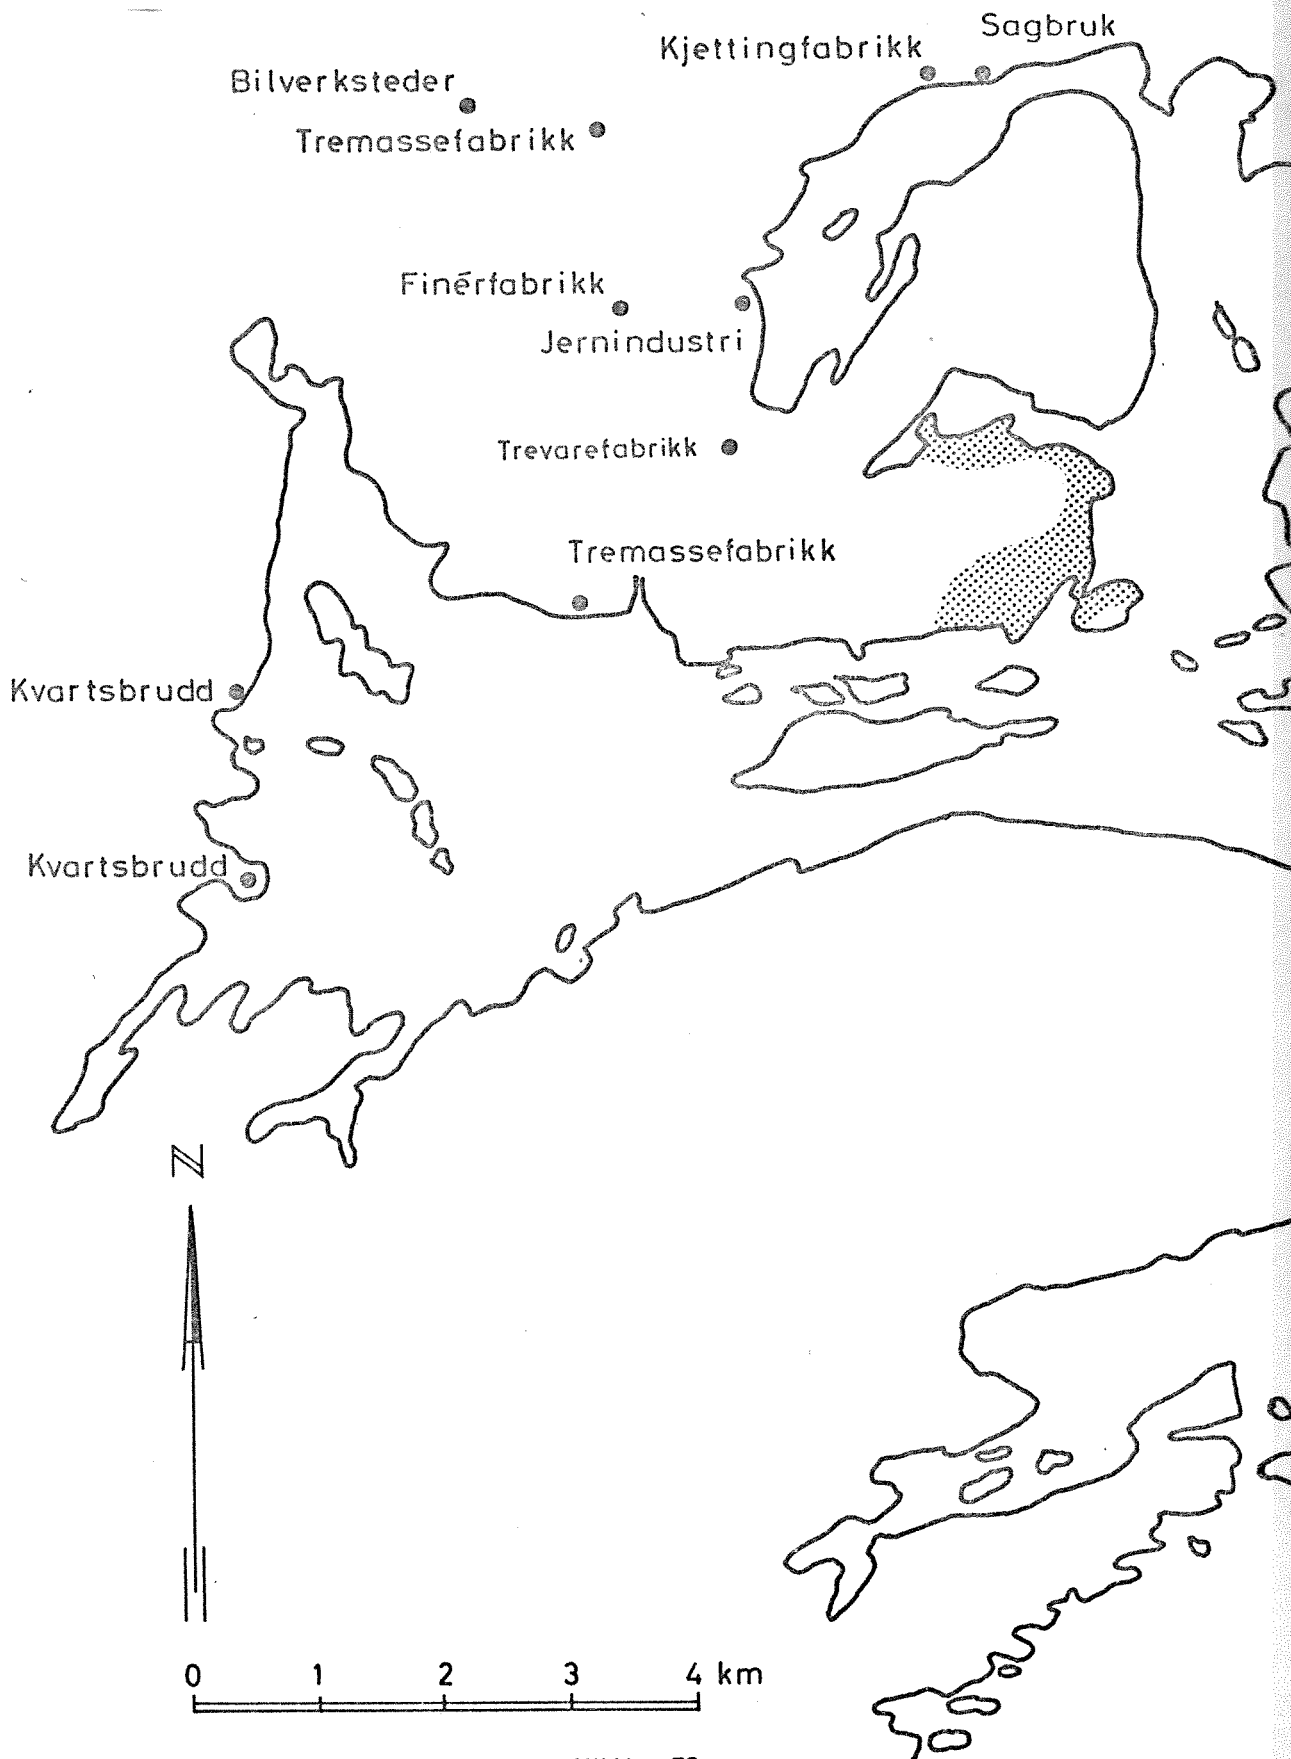 Sagbruk
Kjettingfabrikk
Bilverksteder
Tremassefabrikk
Finérfabrikk
Jernindustri
Trevarefabrikk
Tremassefabrikk
Kvartsbrudd
Kvartsbrudd
N
0 1 2 3 4 km